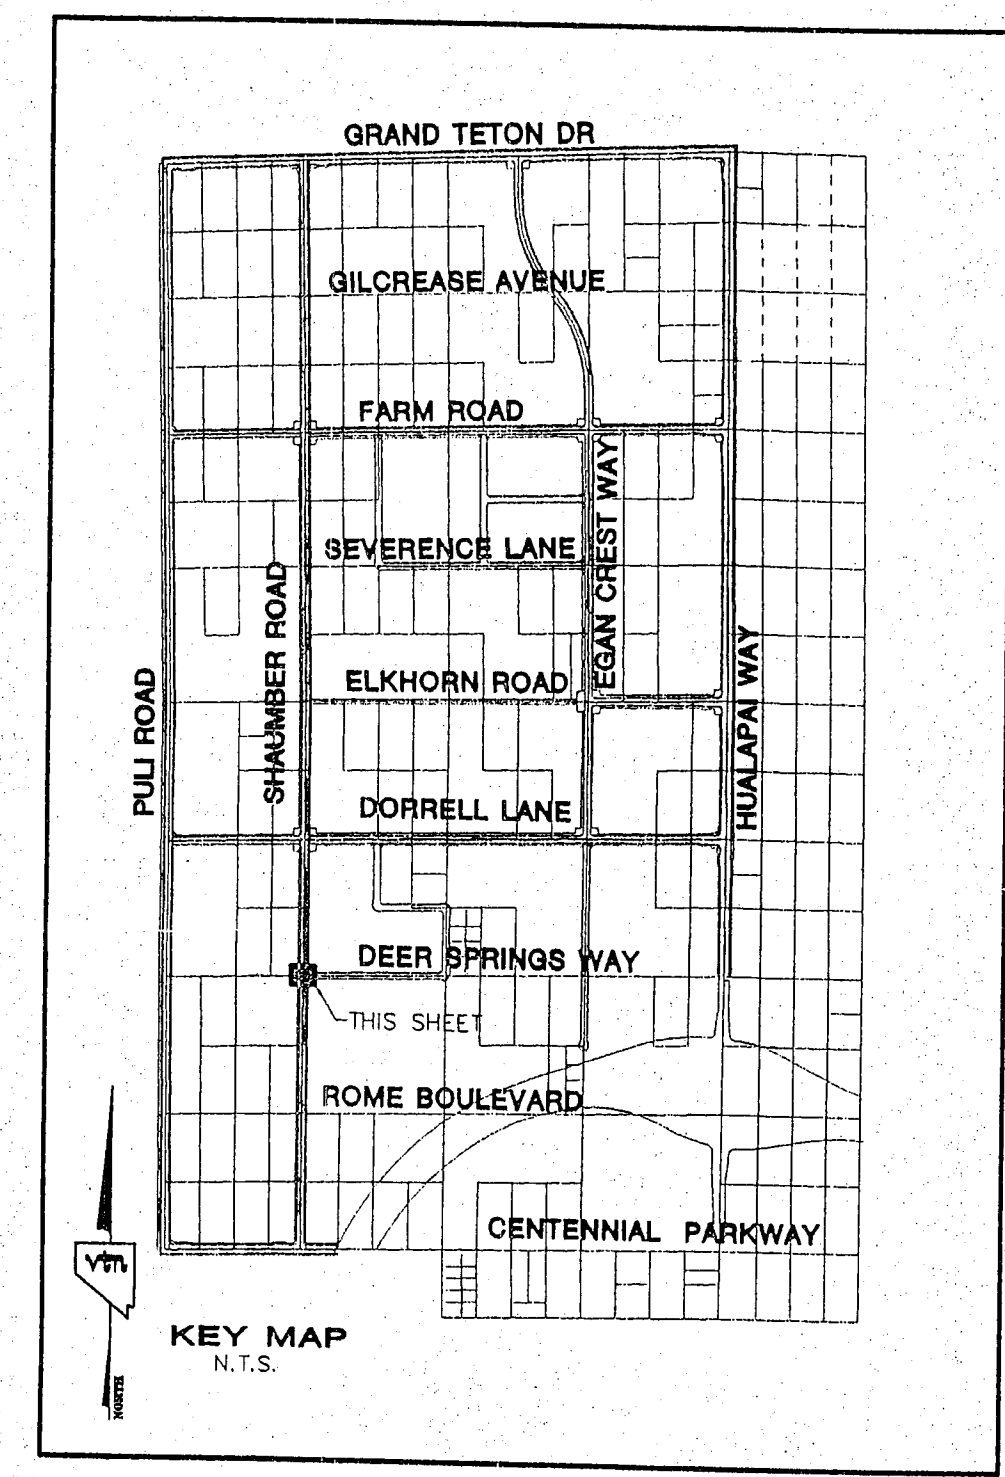 GRAND TETON DR
GILCREASE AVENUE
FARM ROAD
EGAN CREST WAY
SEVERENCE LANE
SHAUMBER ROAD
HUALAPAI WAY
PULI ROAD
ELKHORN ROAD
DORRELL LANE
DEER SPRINGS WAY
THIS SHEET
ROME BOULEVARD
CENTENNIAL PARKWAY
vtn
KEY MAP
N.T.S.
NORTH